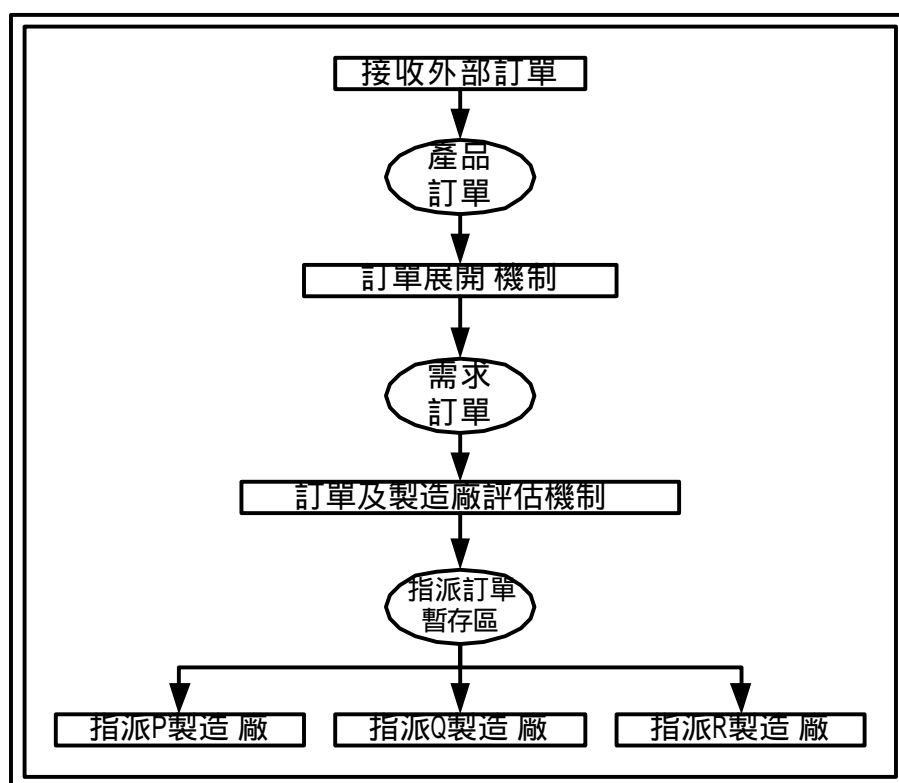 接收外部訂單
產品
訂單
訂單展開機制
需求
訂單
訂單及製造廠評估機制
指派訂單
暫存區
指派P製造廠
指派Q製造廠
指派R製造廠